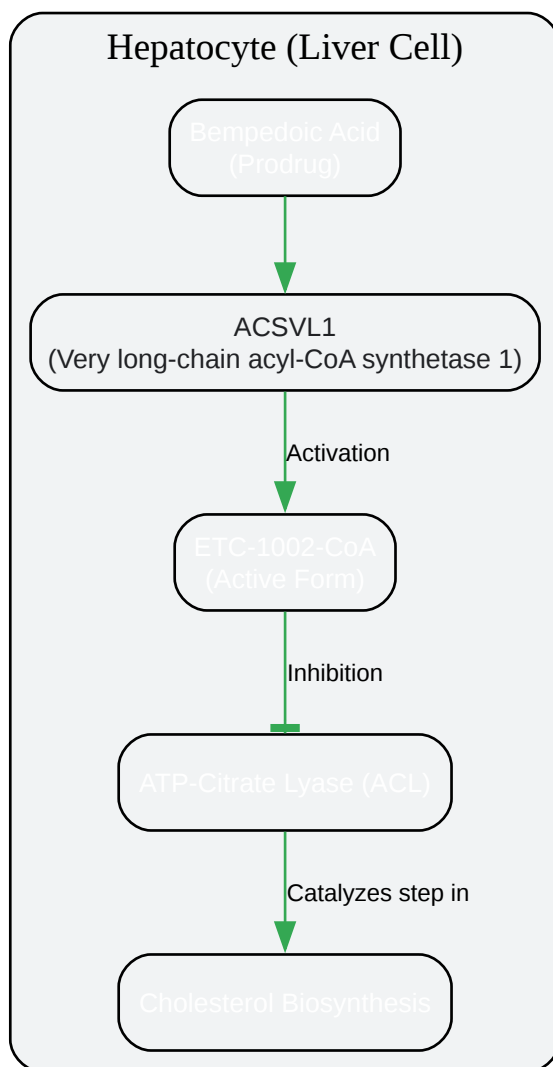 Hepatocyte (Liver Cell)
Bempedoic Acid
(Prodrug)
ACSVL1
(Very long-chain acyl-CoA synthetase 1)
Activation
ETC-1002-CoA
(Active Form)
Inhibition
ATP-Citrate Lyase (ACL)
Catalyzes step in
Cholesterol Biosynthesis